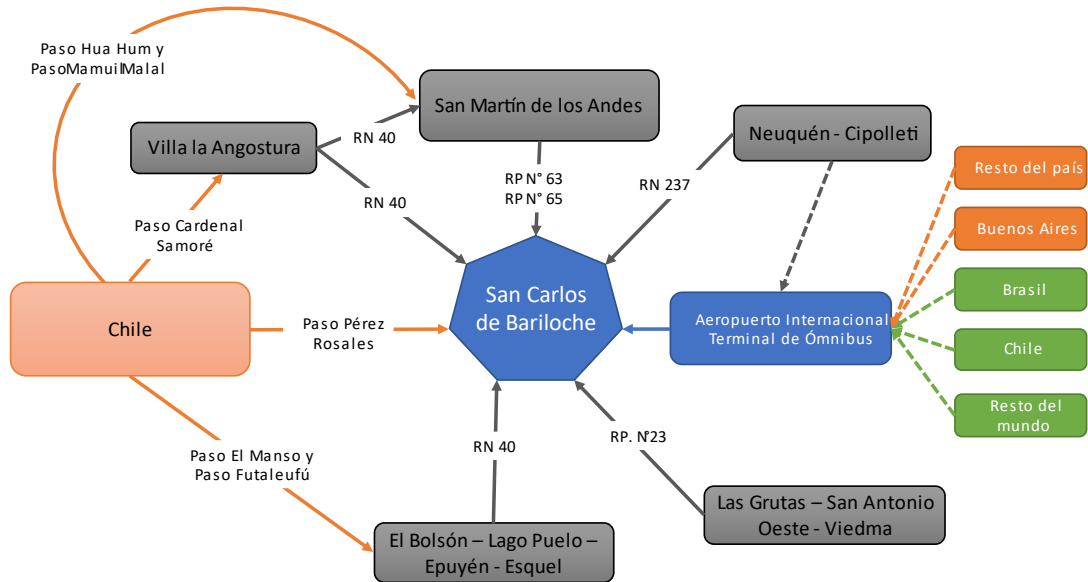 Paso Hua Hum y
PasoMamuilMalal
San Martín de los Andes
RN 40
Villa la Angostura
Neuquén - Cipolleti
Resto del país
RN 40
RP N° 63
RP N° 65
RN 237
Paso Cardenal
Samoré
Buenos Aires
San Carlos
de Bariloche
Brasil
Chile
Paso Pérez
Rosales
Aeropuerto Internacional
Terminal de Ómnibus
Chile
Resto del
mundo
RN 40
RP. N°23
Paso El Manso y
Paso Futaleufú
Las Grutas – San Antonio
Oeste - Viedma
El Bolsón – Lago Puelo –
Epuyén - Esquel